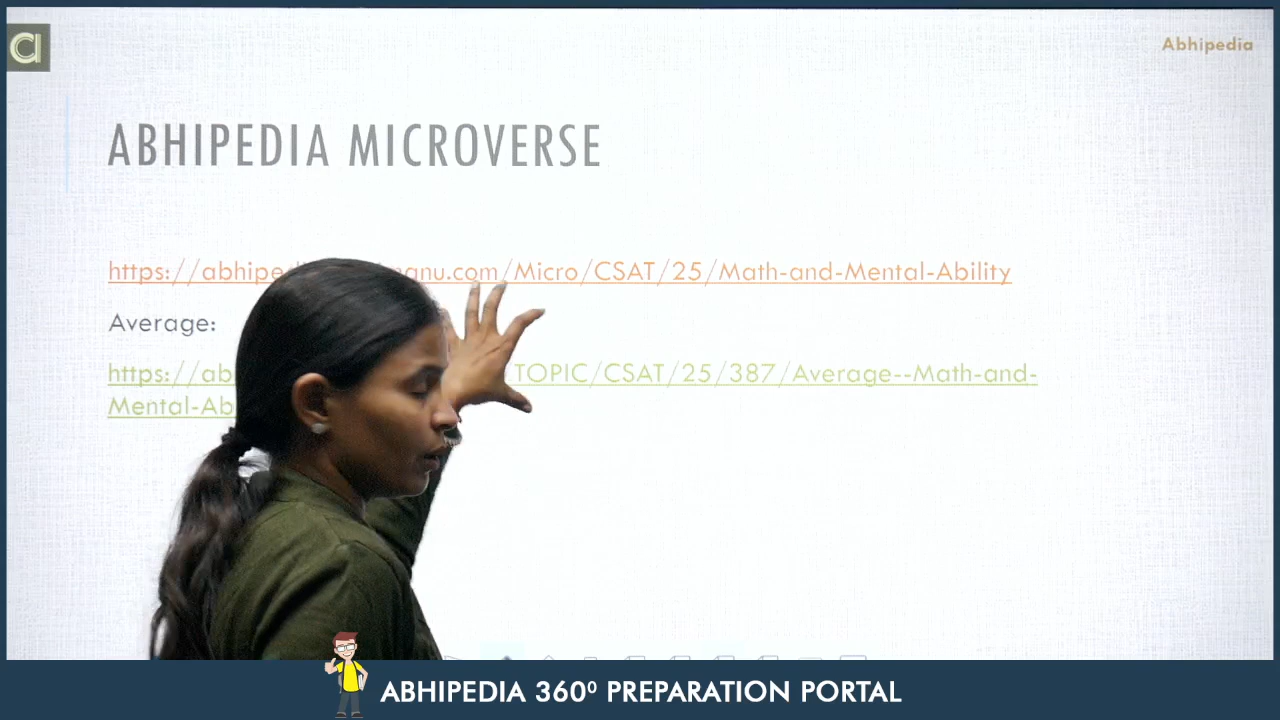 Abhipedia
ABHIPEDIA MICROVERSE
https://abhipe anu.com/Micro/CSAT/25/Math-and-Mental-Ability
Average:
https://ab TOPIC/CSAT/25/387/Average--Math-and-
Mental-Ab
ABHIPEDIA 360⁰ PREPARATION PORTAL